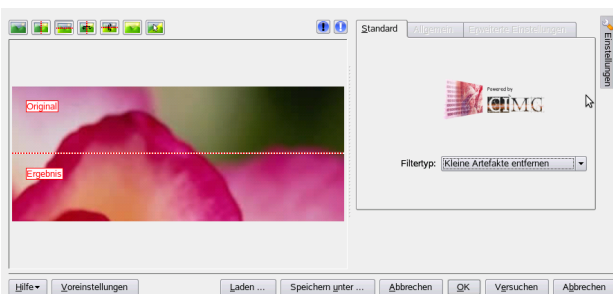 Standard
Allgemein
Erweiterte Einstellungen
Einstellungen
Original
Powered by
CIMG
Ergebnis
Filtertyp: Kleine Artefakte entfernen
Hilfe Voreinstellungen Laden ... Speichern unter ... Abbrechen OK Versuchen Abbrechen